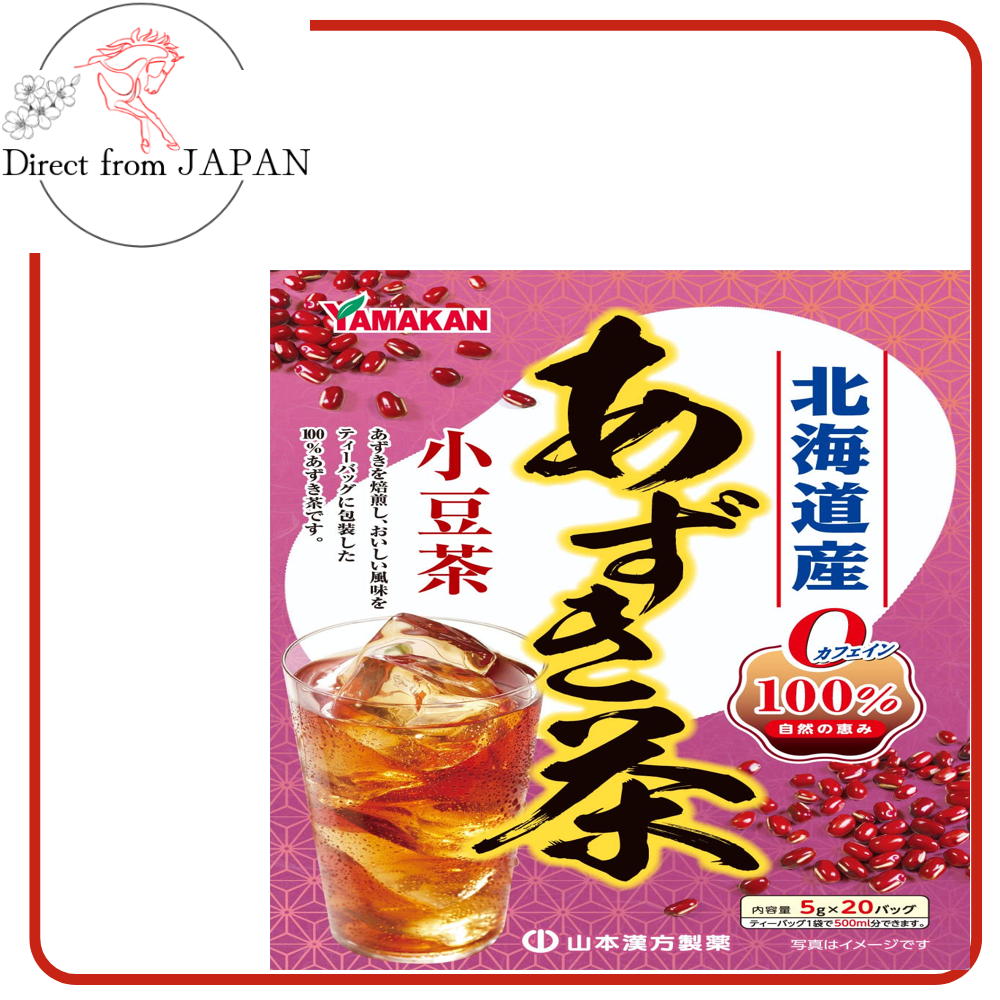 Direct from JAPAN
YAMAKAN
北海道産
あずき茶
小豆茶
あずきを焙煎し、おいしい風味を
ティーバッグに包装した
100%あずき茶です。
0
カフェイン
100%
自然の恵み
内容量 5g×20バッグ
ティーバッグ1袋で500ml分できます。
山本漢方製薬
写真はイメージです